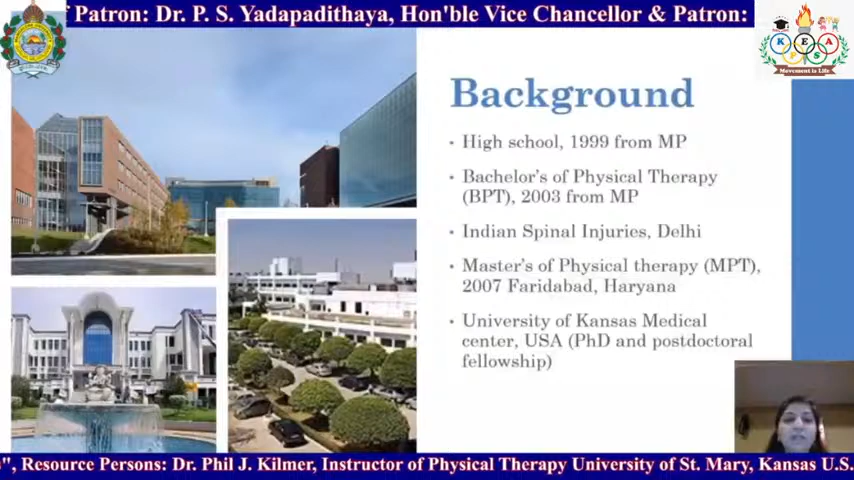 f Patron: Dr. P. S. Yadapadithaya, Hon'ble Vice Chancellor & Patron:
K E A
P S
Movement is Life
Background
• High school, 1999 from MP
• Bachelor's of Physical Therapy
(BPT), 2003 from MP
• Indian Spinal Injuries, Delhi
• Master's of Physical therapy (MPT),
2007 Faridabad, Haryana
• University of Kansas Medical
center, USA (PhD and postdoctoral
fellowship)
s", Resource Persons: Dr. Phil J. Kilmer, Instructor of Physical Therapy University of St. Mary, Kansas U.S.